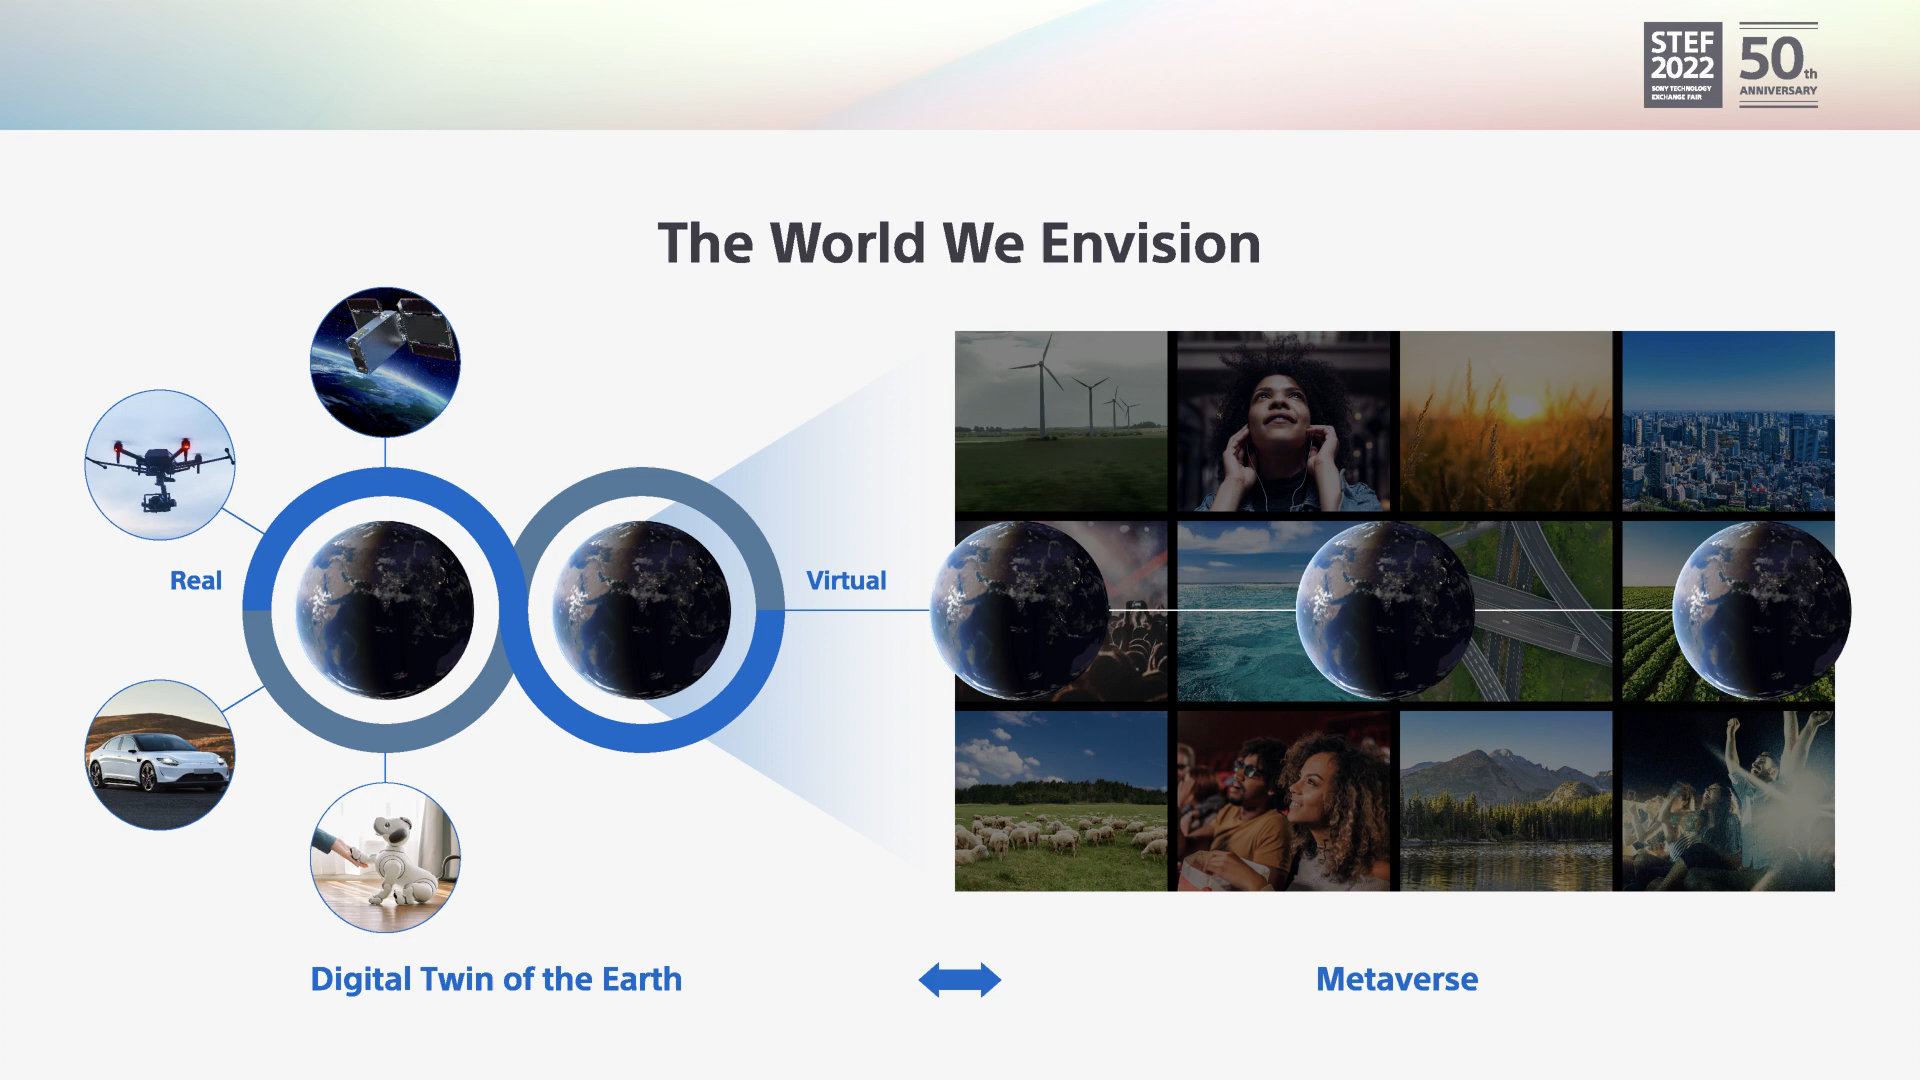 STEF
2022
SONY TECHNOLOGY
EXCHANGE FAIR
50th
ANNIVERSARY
The World We Envision
Real
Virtual
Digital Twin of the Earth
Metaverse